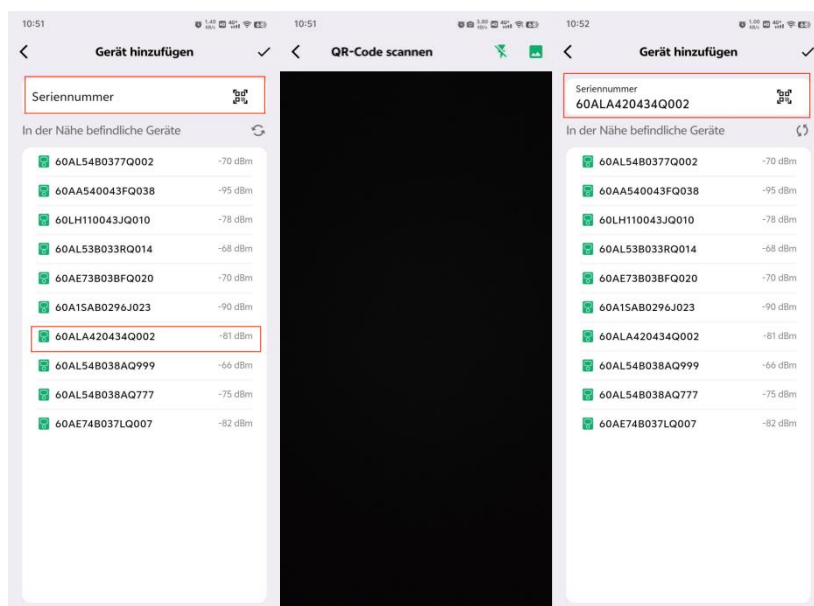 10:51
Gerät hinzufügen
Seriennummer
In der Nähe befindliche Geräte
60AL54B0377Q002 -70 dBm
60AA540043FQ038 -95 dBm
60LH110043JQ010 -78 dBm
60AL53B033RQ014 -68 dBm
60AE73B03BFQ020 -70 dBm
60A1SAB0296J023 -90 dBm
60ALA420434Q002 -81 dBm
60AL54B038AQ999 -66 dBm
60AL54B038AQ777 -75 dBm
60AE74B037LQ007 -82 dBm
10:51
QR-Code scannen
10:52
Gerät hinzufügen
Seriennummer
60ALA420434Q002
In der Nähe befindliche Geräte
60AL54B0377Q002 -70 dBm
60AA540043FQ038 -95 dBm
60LH110043JQ010 -78 dBm
60AL53B033RQ014 -68 dBm
60AE73B03BFQ020 -70 dBm
60A1SAB0296J023 -90 dBm
60ALA420434Q002 -81 dBm
60AL54B038AQ999 -66 dBm
60AL54B038AQ777 -75 dBm
60AE74B037LQ007 -82 dBm